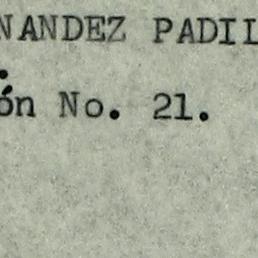 NANDEZ PADIL
.
ón No. 21.